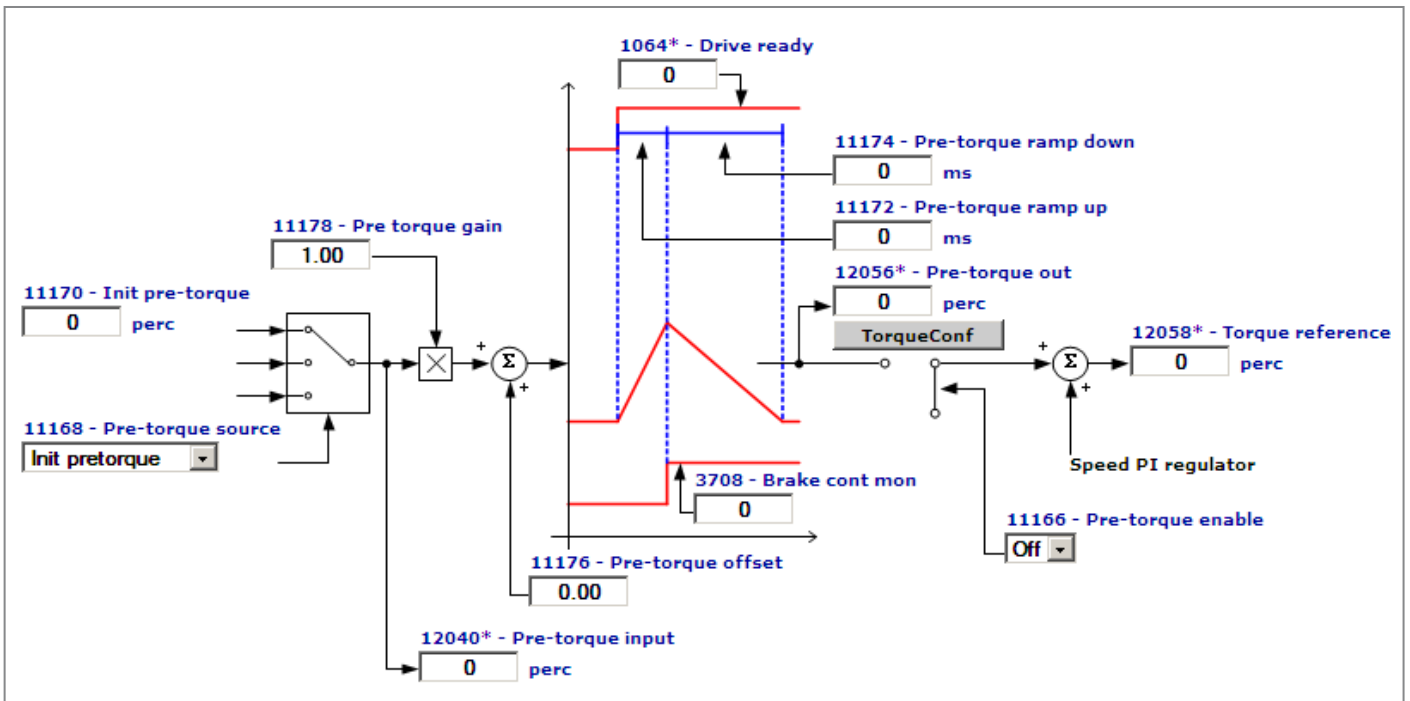 1064* - Drive ready
0
11174 - Pre-torque ramp down
0 ms
11172 - Pre-torque ramp up
0 ms
11178 - Pre torque gain
1.00
12056* - Pre-torque out
0 perc
TorqueConf
11170 - Init pre-torque
0 perc
12058* - Torque reference
0 perc
+
Σ
+
+
Σ
+
11168 - Pre-torque source
Init pretorque
Speed PI regulator
3708 - Brake cont mon
0
11166 - Pre-torque enable
Off
11176 - Pre-torque offset
0.00
12040* - Pre-torque input
0 perc